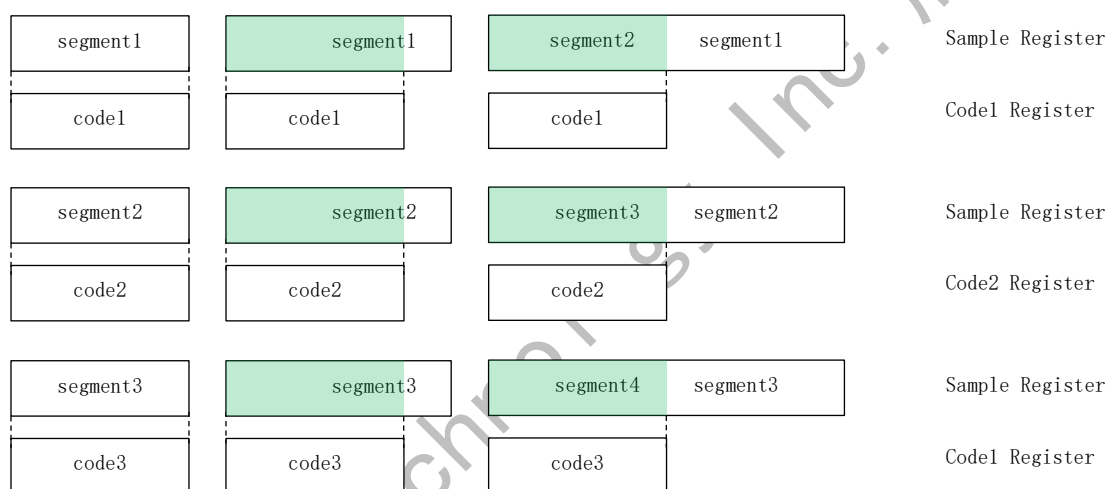 segment1 segment1 segment2 segment1 Sample Register
code1 code1 code1 Code1 Register
segment2 segment2 segment3 segment2 Sample Register
code2 code2 code2 Code2 Register
segment3 segment3 segment4 segment3 Sample Register
code3 code3 code3 Code1 Register
Inc.